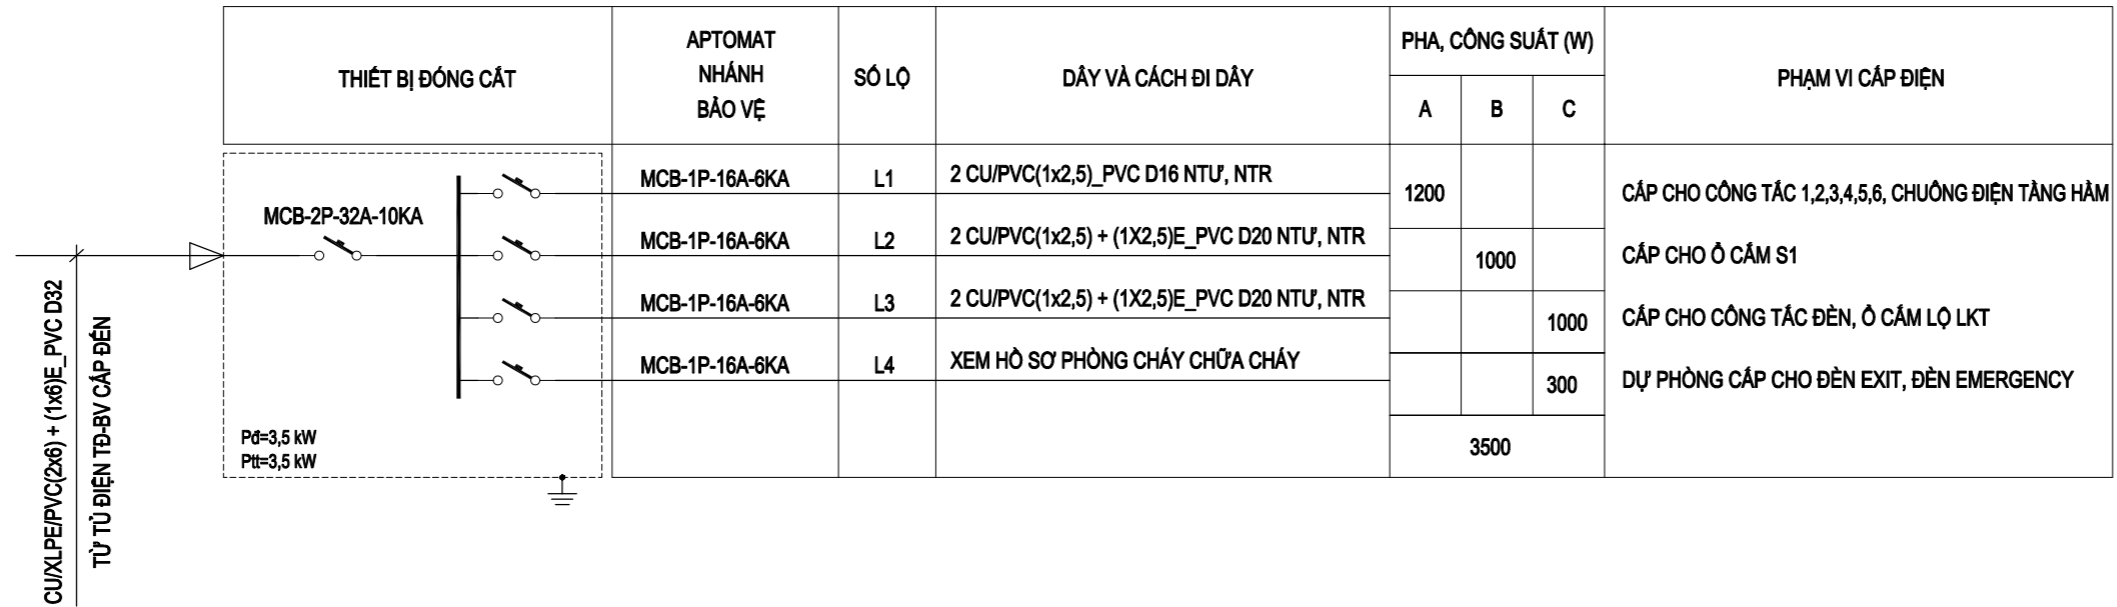 THIẾT BỊ ĐÓNG CẮT
APTOMAT
NHÁNH
BẢO VỆ
SỐ LỘ
DÂY VÀ CÁCH ĐI DÂY
PHA, CÔNG SUẤT (W)
A
B
C
PHẠM VI CẤP ĐIỆN
MCB-2P-32A-10KA
MCB-1P-16A-6KA
L1
2 CU/PVC(1x2,5)_PVC D16 NTƯ, NTR
1200
CẤP CHO CÔNG TẮC 1,2,3,4,5,6, CHUÔNG ĐIỆN TẦNG HẦM
MCB-1P-16A-6KA
L2
2 CU/PVC(1x2,5) + (1X2,5)E_PVC D20 NTƯ, NTR
1000
CẤP CHO Ổ CẮM S1
MCB-1P-16A-6KA
L3
2 CU/PVC(1x2,5) + (1X2,5)E_PVC D20 NTƯ, NTR
1000
CẤP CHO CÔNG TẮC ĐÈN, Ổ CẮM LỘ LKT
MCB-1P-16A-6KA
L4
XEM HỒ SƠ PHÒNG CHÁY CHỮA CHÁY
300
DỰ PHÒNG CẤP CHO ĐÈN EXIT, ĐÈN EMERGENCY
Pđ=3,5 kW
Ptt=3,5 kW
3500
CU/XLPE/PVC(2x6) + (1x6)E_PVC D32
TỪ TỦ ĐIỆN TĐ-BV CẤP ĐẾN